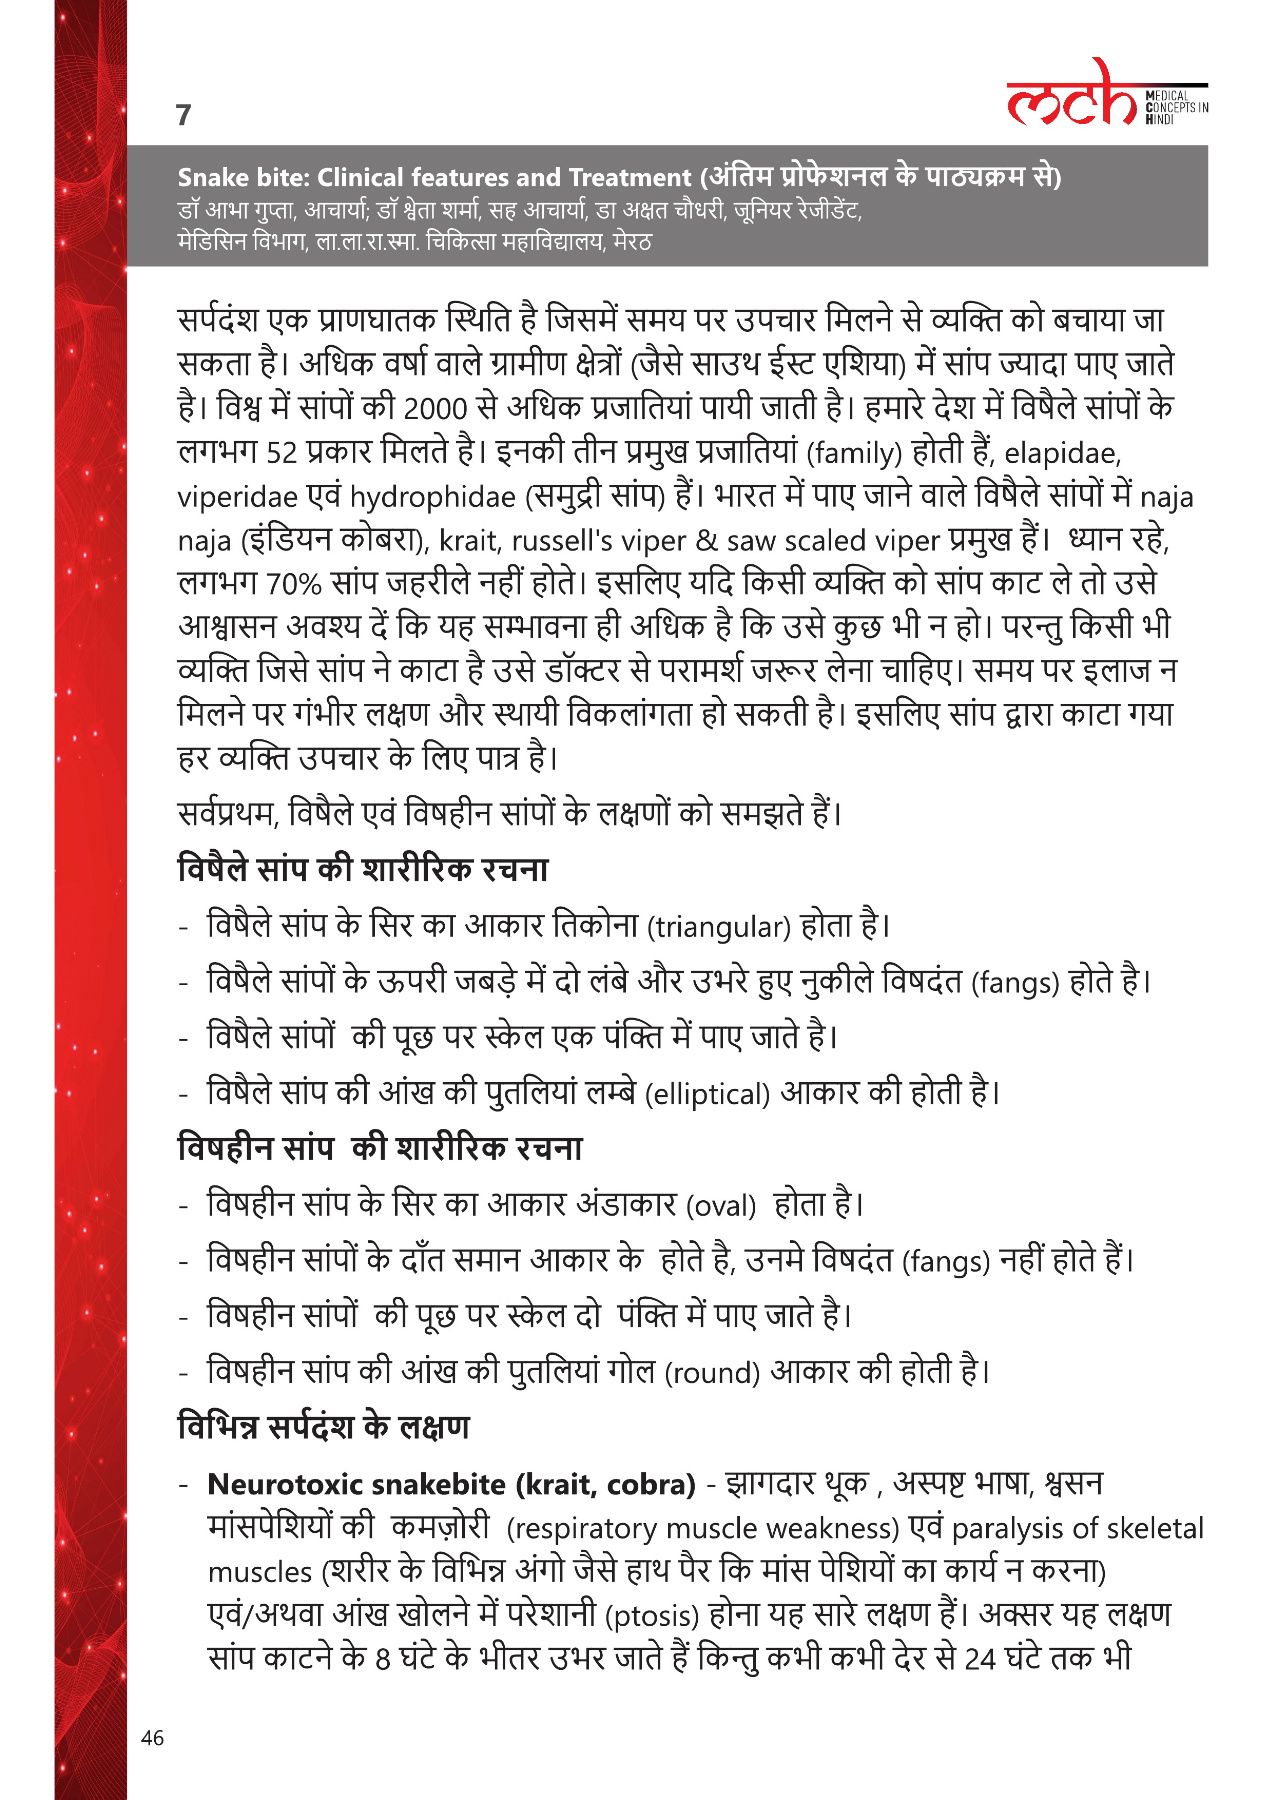 7
mch MEDICAL CONCEPTS IN HINDI
Snake bite: Clinical features and Treatment (अंतिम प्रोफेशनल के पाठ्यक्रम से)
डॉ आभा गुप्ता, आचार्या; डॉ श्वेता शर्मा, सह आचार्या, डा अक्षत चौधरी, जूनियर रेजीडेंट,
मेडिसिन विभाग, ला.ला.रा.स्मा. चिकित्सा महाविद्यालय, मेरठ
सर्पदंश एक प्राणघातक स्थिति है जिसमें समय पर उपचार मिलने से व्यक्ति को बचाया जा
सकता है। अधिक वर्षा वाले ग्रामीण क्षेत्रों (जैसे साउथ ईस्ट एशिया) में सांप ज्यादा पाए जाते
है। विश्व में सांपों की 2000 से अधिक प्रजातियां पायी जाती है। हमारे देश में विषैले सांपों के
लगभग 52 प्रकार मिलते है। इनकी तीन प्रमुख प्रजातियां (family) होती हैं, elapidae,
viperidae एवं hydrophidae (समुद्री सांप) हैं। भारत में पाए जाने वाले विषैले सांपों में naja
naja (इंडियन कोबरा), krait, russell's viper & saw scaled viper प्रमुख हैं। ध्यान रहे,
लगभग 70% सांप जहरीले नहीं होते। इसलिए यदि किसी व्यक्ति को सांप काट ले तो उसे
आश्वासन अवश्य दें कि यह सम्भावना ही अधिक है कि उसे कुछ भी न हो। परन्तु किसी भी
व्यक्ति जिसे सांप ने काटा है उसे डॉक्टर से परामर्श जरूर लेना चाहिए। समय पर इलाज न
मिलने पर गंभीर लक्षण और स्थायी विकलांगता हो सकती है। इसलिए सांप द्वारा काटा गया
हर व्यक्ति उपचार के लिए पात्र है।
सर्वप्रथम, विषैले एवं विषहीन सांपों के लक्षणों को समझते हैं।
विषैले सांप की शारीरिक रचना
- विषैले सांप के सिर का आकार तिकोना (triangular) होता है।
- विषैले सांपों के ऊपरी जबड़े में दो लंबे और उभरे हुए नुकीले विषदंत (fangs) होते है।
- विषैले सांपों की पूछ पर स्केल एक पंक्ति में पाए जाते है।
- विषैले सांप की आंख की पुतलियां लम्बे (elliptical) आकार की होती है।
विषहीन सांप की शारीरिक रचना
- विषहीन सांप के सिर का आकार अंडाकार (oval) होता है।
- विषहीन सांपों के दाँत समान आकार के होते है, उनमे विषदंत (fangs) नहीं होते हैं।
- विषहीन सांपों की पूछ पर स्केल दो पंक्ति में पाए जाते है।
- विषहीन सांप की आंख की पुतलियां गोल (round) आकार की होती है।
विभिन्न सर्पदंश के लक्षण
- Neurotoxic snakebite (krait, cobra) - झागदार थूक , अस्पष्ट भाषा, श्वसन
मांसपेशियों की कमज़ोरी (respiratory muscle weakness) एवं paralysis of skeletal
muscles (शरीर के विभिन्न अंगो जैसे हाथ पैर कि मांस पेशियों का कार्य न करना)
एवं/अथवा आंख खोलने में परेशानी (ptosis) होना यह सारे लक्षण हैं। अक्सर यह लक्षण
सांप काटने के 8 घंटे के भीतर उभर जाते हैं किन्तु कभी कभी देर से 24 घंटे तक भी
46